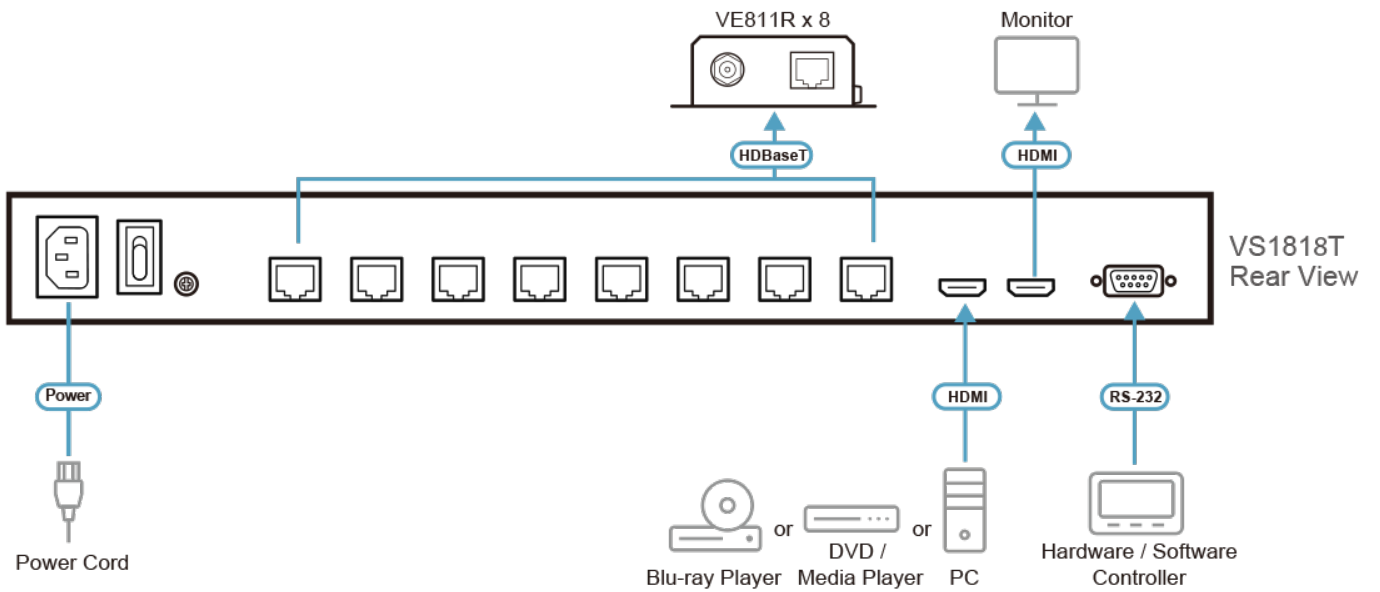 VE811R x 8
Monitor
HDBaseT
HDMI
VS1818T
Rear View
Power
HDMI
RS-232
Power Cord
or
or
Blu-ray Player
DVD /
Media Player
PC
Hardware / Software
Controller